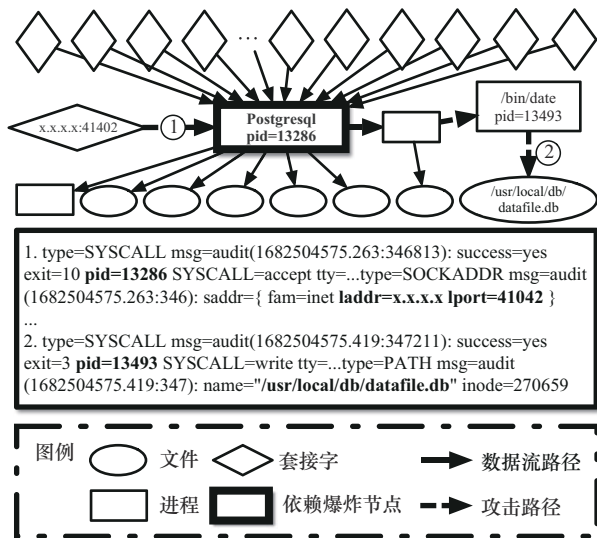 …
x.x.x.x:41402
1
Postgresql
pid=13286
/bin/date
pid=13493
2
/usr/local/db/
datafile.db
1. type=SYSCALL msg=audit(1682504575.263:346813): success=yes
exit=10 pid=13286 SYSCALL=accept tty=...type=SOCKADDR msg=audit
(1682504575.263:346): saddr={ fam=inet laddr=x.x.x.x lport=41042 }
...
2. type=SYSCALL msg=audit(1682504575.419:347211): success=yes
exit=3 pid=13493 SYSCALL=write tty=...type=PATH msg=audit
(1682504575.419:347): name="/usr/local/db/datafile.db" inode=270659
图例 文件 套接字 数据流路径
进程 依赖爆炸节点 攻击路径